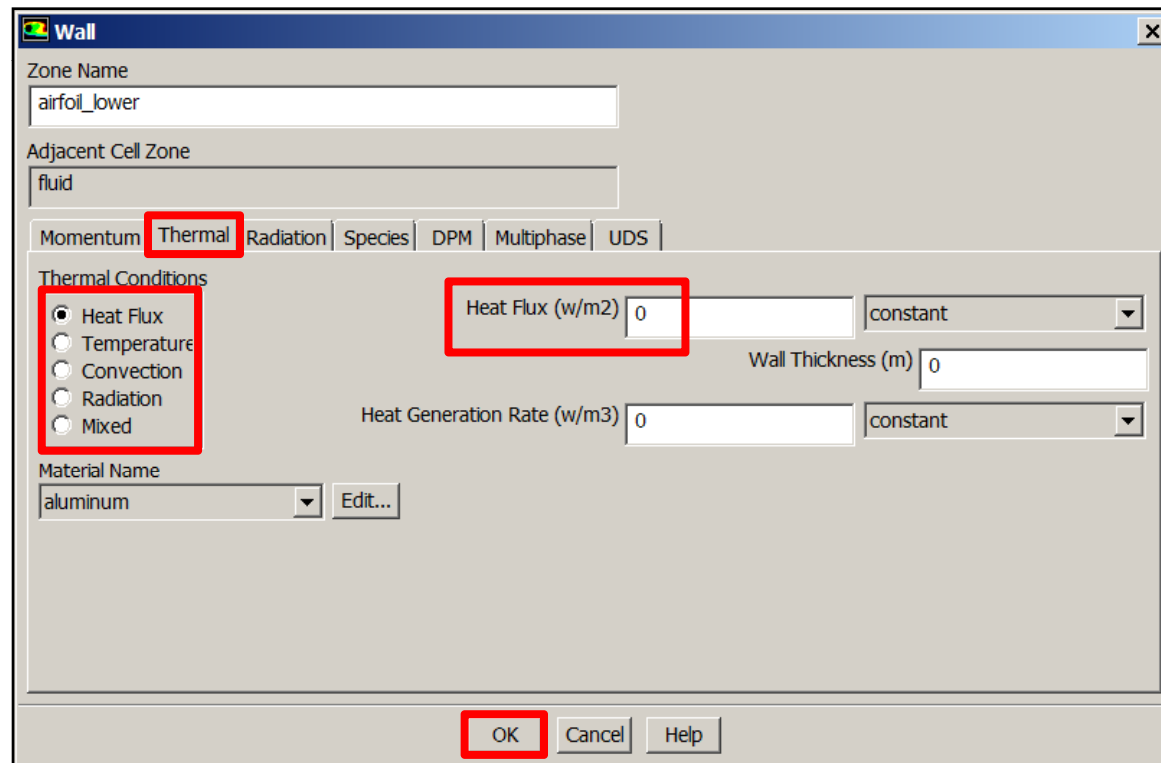 Wall
Zone Name
airfoil_lower
Adjacent Cell Zone
fluid
Momentum Thermal Radiation Species DPM Multiphase UDS
Thermal Conditions
Heat Flux
Temperature
Convection
Radiation
Mixed
Heat Flux (w/m2) 0 constant
Wall Thickness (m) 0
Heat Generation Rate (w/m3) 0 constant
Material Name
aluminum Edit...
OK Cancel Help